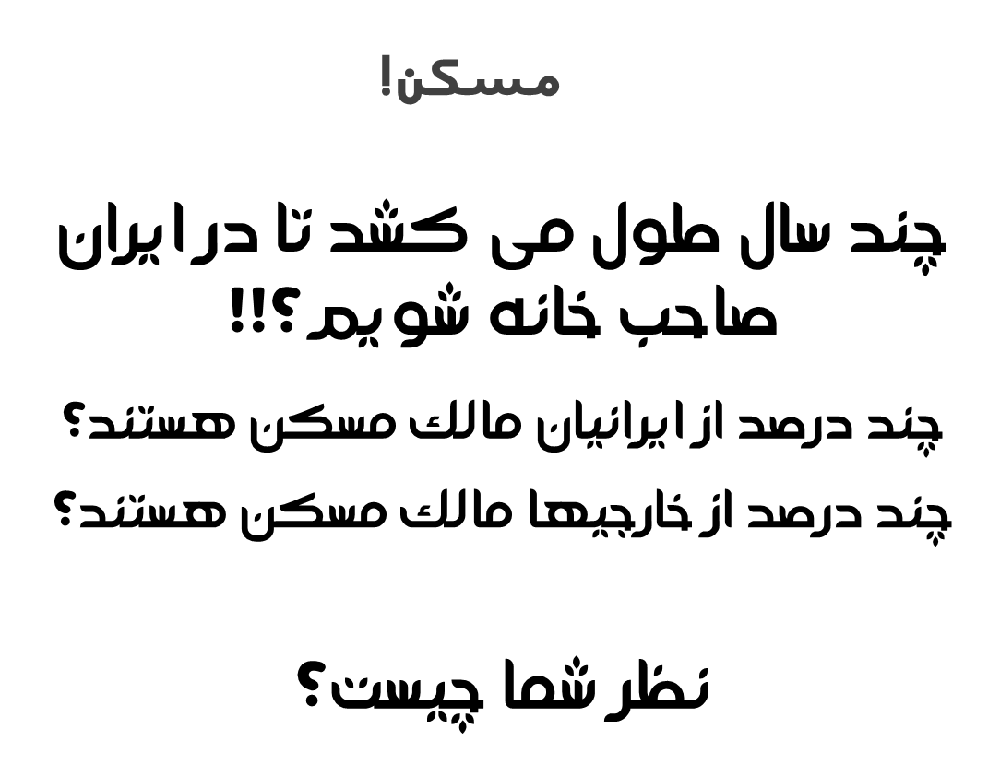 مسکن!
چند سال طول می کشد تا در ایران
صاحب خانه شویم؟!!
چند درصد از ایرانیان مالک مسکن هستند؟
چند درصد از خارجیها مالک مسکن هستند؟
نظر شما چیست؟